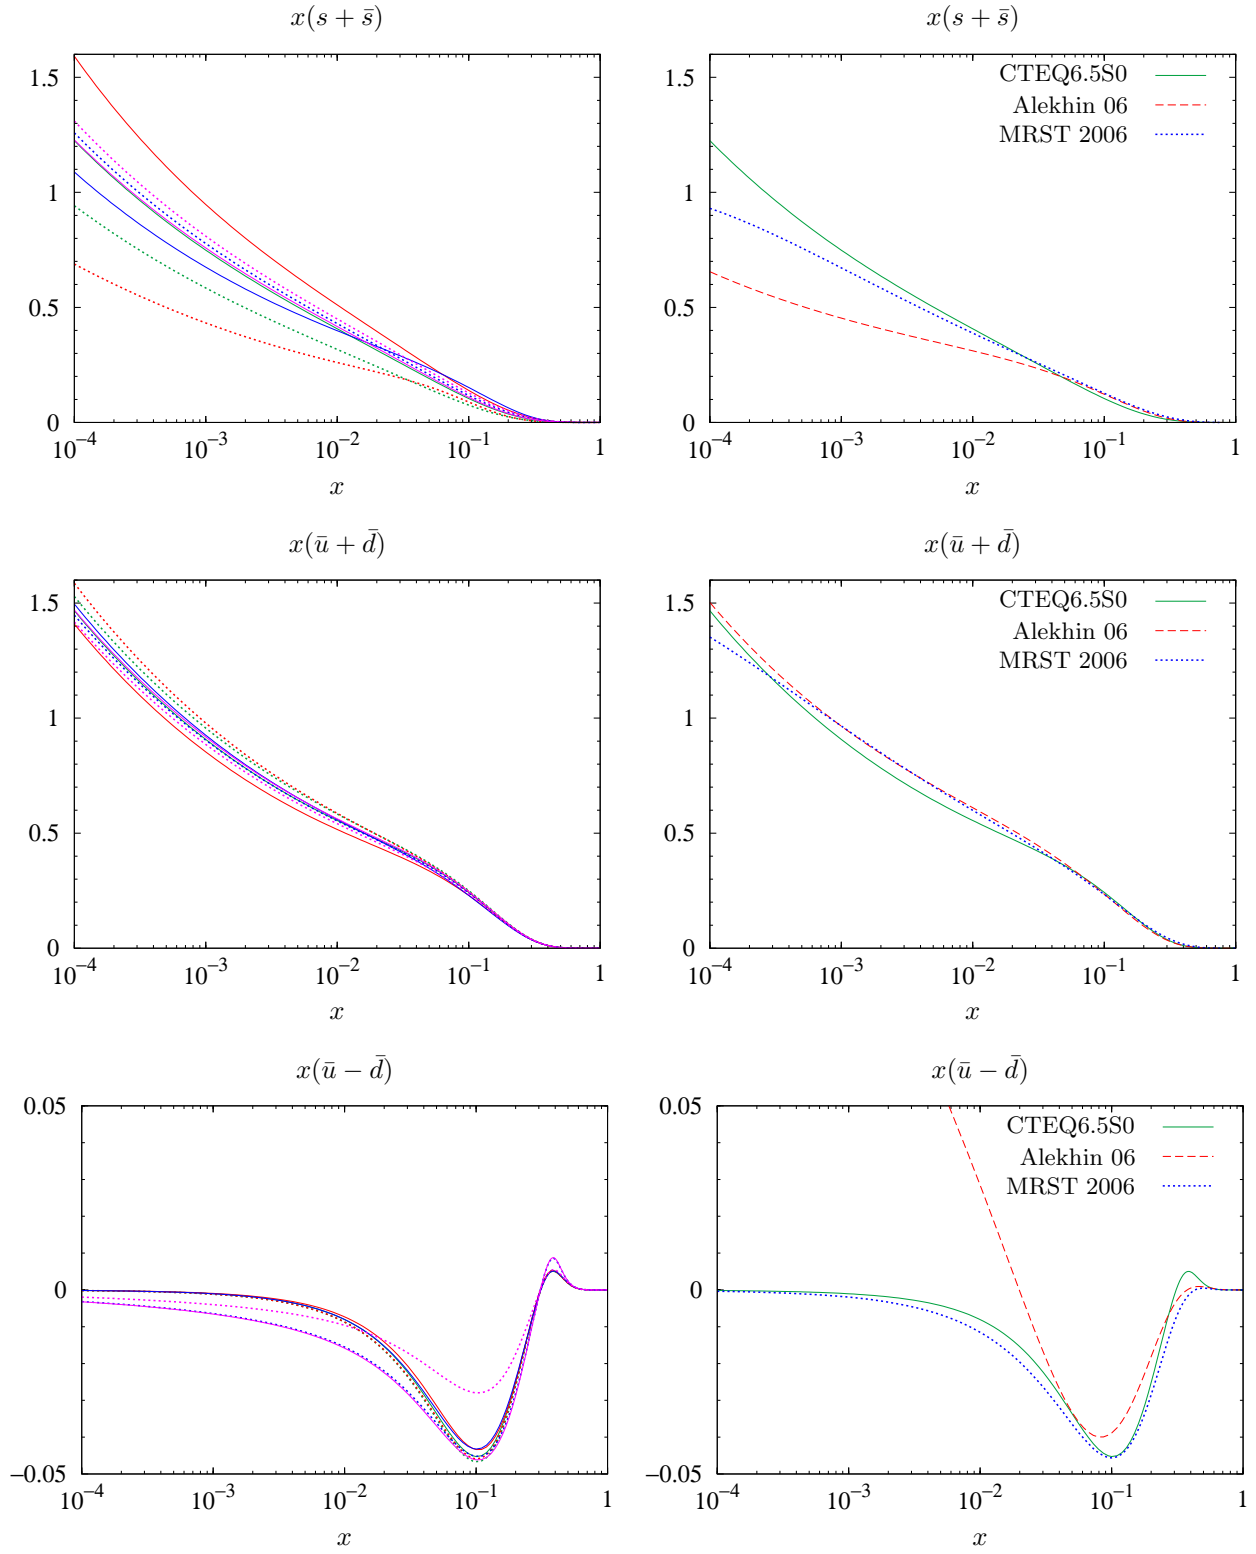 x(s + s̄) x(s + s̄)
1.5
1
0.5
0
10⁻⁴ 10⁻³ 10⁻² 10⁻¹ 1
x
1.5
1
0.5
0
10⁻⁴ 10⁻³ 10⁻² 10⁻¹ 1
x
CTEQ6.5S0
Alekhin 06
MRST 2006
x(ū + d̄) x(ū + d̄)
1.5
1
0.5
0
10⁻⁴ 10⁻³ 10⁻² 10⁻¹ 1
x
1.5
1
0.5
0
10⁻⁴ 10⁻³ 10⁻² 10⁻¹ 1
x
CTEQ6.5S0
Alekhin 06
MRST 2006
x(ū − d̄) x(ū − d̄)
0.05
0
−0.05
10⁻⁴ 10⁻³ 10⁻² 10⁻¹ 1
x
0.05
0
−0.05
10⁻⁴ 10⁻³ 10⁻² 10⁻¹ 1
x
CTEQ6.5S0
Alekhin 06
MRST 2006